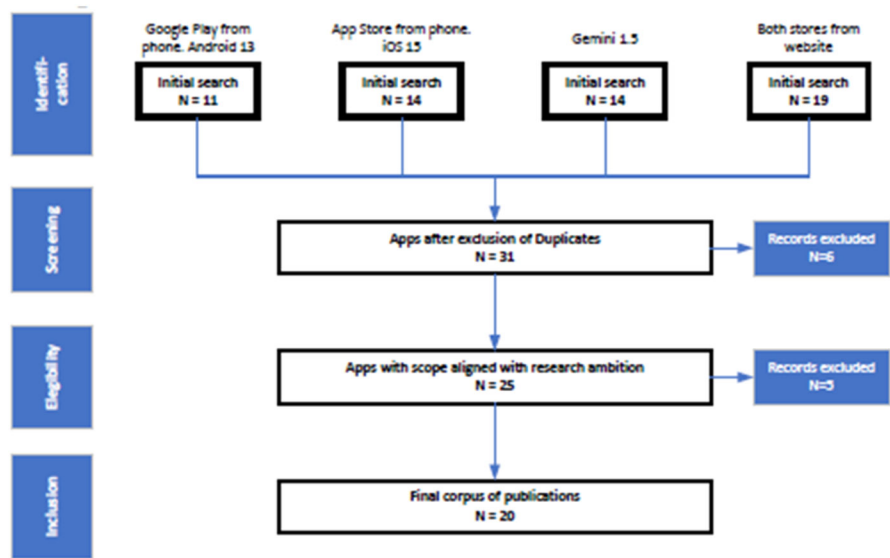 Identifi-
cation
Google Play from
phone. Android 13
Initial search
N = 11
App Store from phone.
iOS 15
Initial search
N = 14
Gemini 1.5
Initial search
N = 14
Both stores from
website
Initial search
N = 19
Screening
Apps after exclusion of Duplicates
N = 31
Records excluded
N=6
Elegibility
Apps with scope aligned with research ambition
N = 25
Records excluded
N=5
Inclusion
Final corpus of publications
N = 20